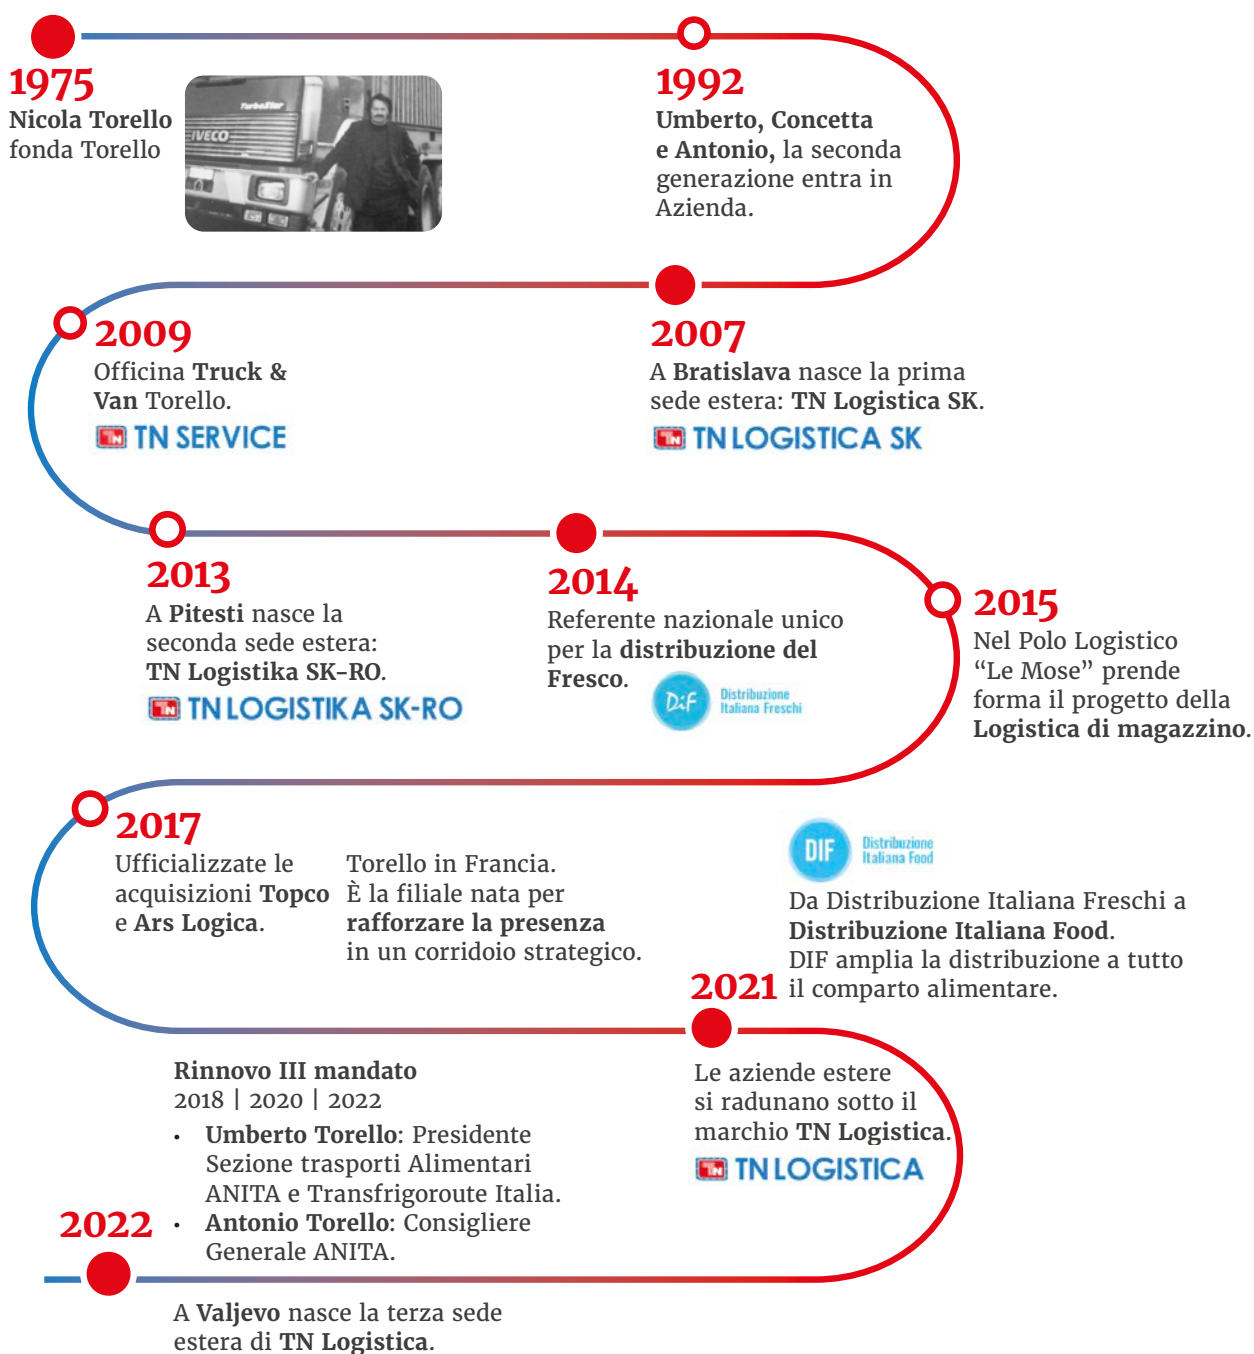 1975
Nicola Torello
fonda Torello
TurboStar
IVECO
1992
Umberto, Concetta
e Antonio, la seconda
generazione entra in
Azienda.
2009
Officina Truck &
Van Torello.
TN TN SERVICE
2007
A Bratislava nasce la prima
sede estera: TN Logistica SK.
TN TN LOGISTICA SK
2013
A Pitesti nasce la
seconda sede estera:
TN Logistika SK-RO.
TN TN LOGISTIKA SK-RO
2014
Referente nazionale unico
per la distribuzione del
Fresco.
DiF Distribuzione
Italiana Freschi
2015
Nel Polo Logistico
“Le Mose” prende
forma il progetto della
Logistica di magazzino.
2017
Ufficializzate le
acquisizioni Topco
e Ars Logica.
Torello in Francia.
È la filiale nata per
rafforzare la presenza
in un corridoio strategico.
DIF Distribuzione
Italiana Food
Da Distribuzione Italiana Freschi a
Distribuzione Italiana Food.
DIF amplia la distribuzione a tutto
il comparto alimentare.
2021
Le aziende estere
si radunano sotto il
marchio TN Logistica.
TN TN LOGISTICA
Rinnovo III mandato
2018 | 2020 | 2022
• Umberto Torello: Presidente
Sezione trasporti Alimentari
ANITA e Transfrigoroute Italia.
• Antonio Torello: Consigliere
Generale ANITA.
2022
A Valjevo nasce la terza sede
estera di TN Logistica.